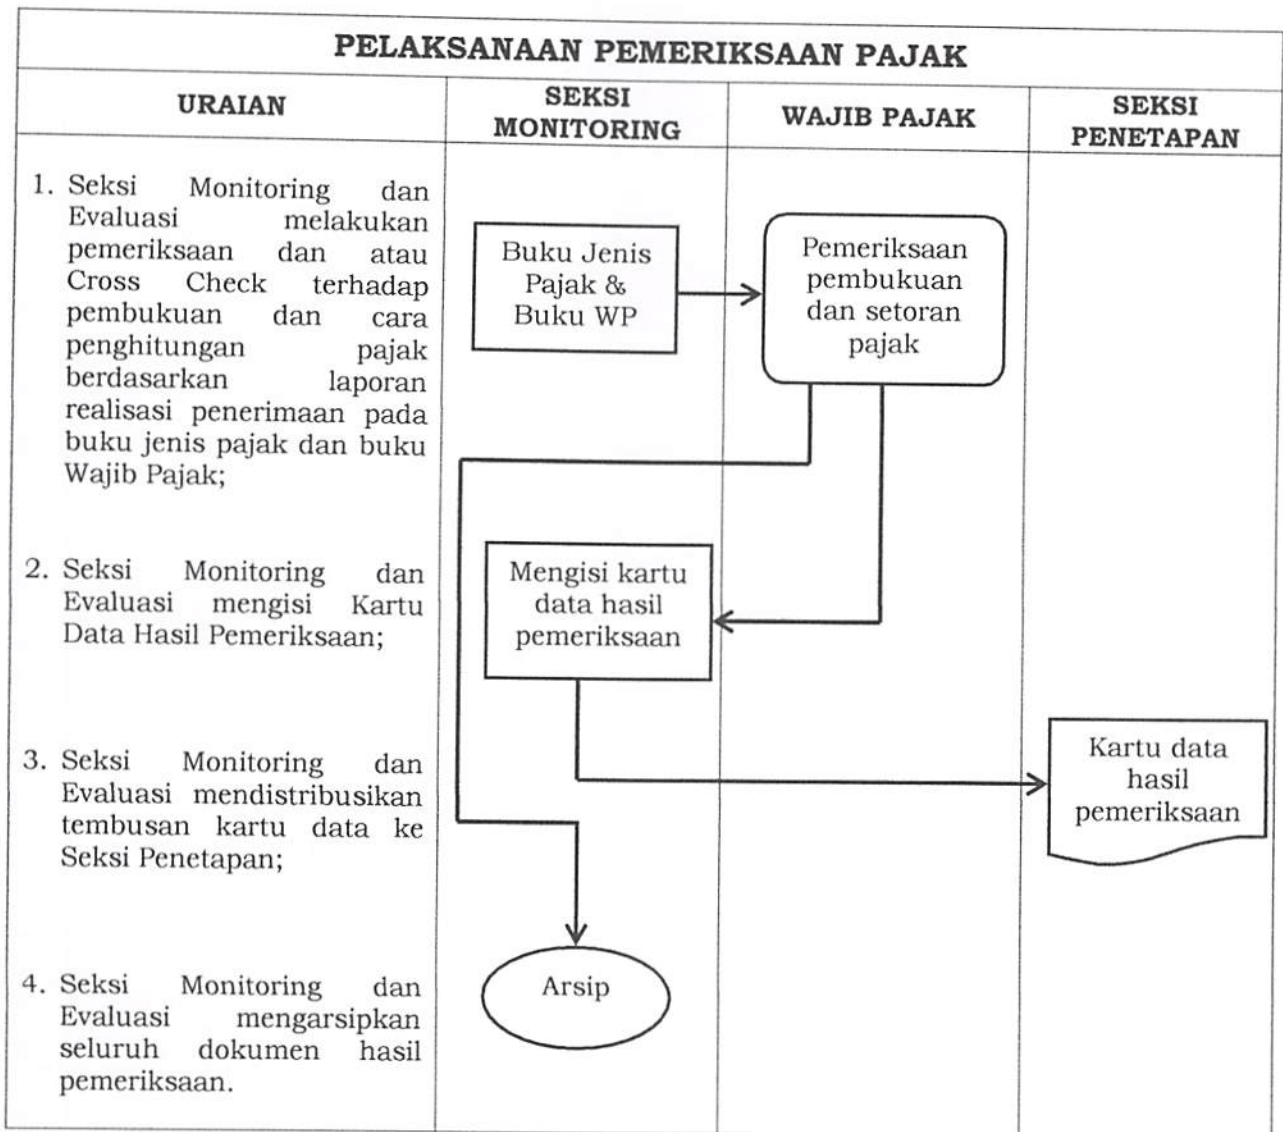 PELAKSANAAN PEMERIKSAAN PAJAK
URAIAN
SEKSI
MONITORING
WAJIB PAJAK
SEKSI
PENETAPAN
1. Seksi Monitoring dan
Evaluasi melakukan
pemeriksaan dan atau
Cross Check terhadap
pembukuan dan cara
penghitungan pajak
berdasarkan laporan
realisasi penerimaan pada
buku jenis pajak dan buku
Wajib Pajak;
Buku Jenis
Pajak &
Buku WP
Pemeriksaan
pembukuan
dan setoran
pajak
2. Seksi Monitoring dan
Evaluasi mengisi Kartu
Data Hasil Pemeriksaan;
Mengisi kartu
data hasil
pemeriksaan
3. Seksi Monitoring dan
Evaluasi mendistribusikan
tembusan kartu data ke
Seksi Penetapan;
Kartu data
hasil
pemeriksaan
4. Seksi Monitoring dan
Evaluasi mengarsipkan
seluruh dokumen hasil
pemeriksaan.
Arsip